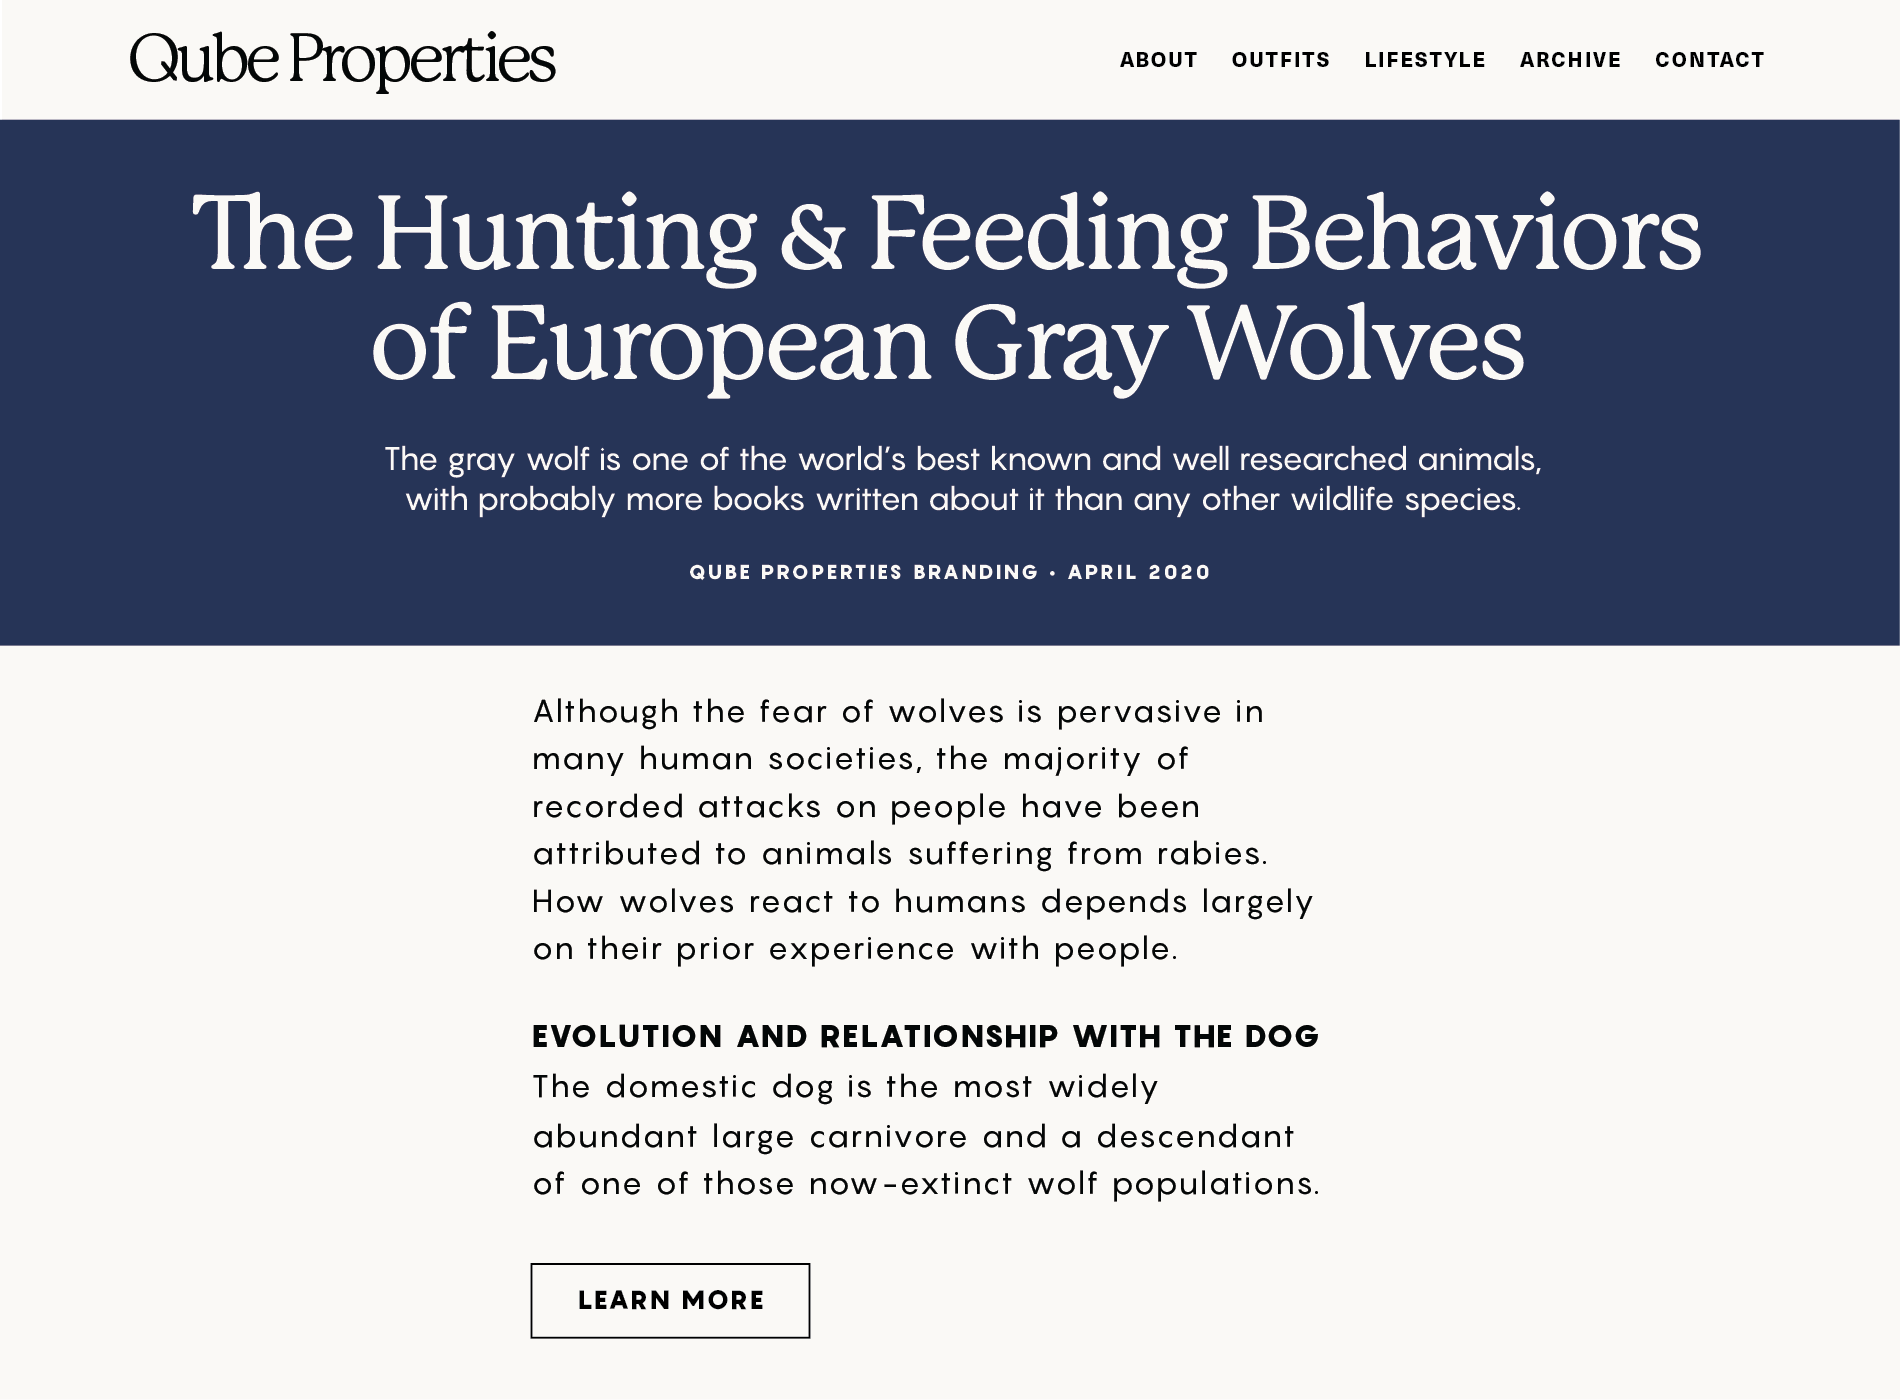 Qube Properties
ABOUT OUTFITS LIFESTYLE ARCHIVE CONTACT
The Hunting & Feeding Behaviors
of European Gray Wolves
The gray wolf is one of the world’s best known and well researched animals,
with probably more books written about it than any other wildlife species.
QUBE PROPERTIES BRANDING • APRIL 2020
Although the fear of wolves is pervasive in
many human societies, the majority of
recorded attacks on people have been
attributed to animals suffering from rabies.
How wolves react to humans depends largely
on their prior experience with people.
EVOLUTION AND RELATIONSHIP WITH THE DOG
The domestic dog is the most widely
abundant large carnivore and a descendant
of one of those now-extinct wolf populations.
LEARN MORE